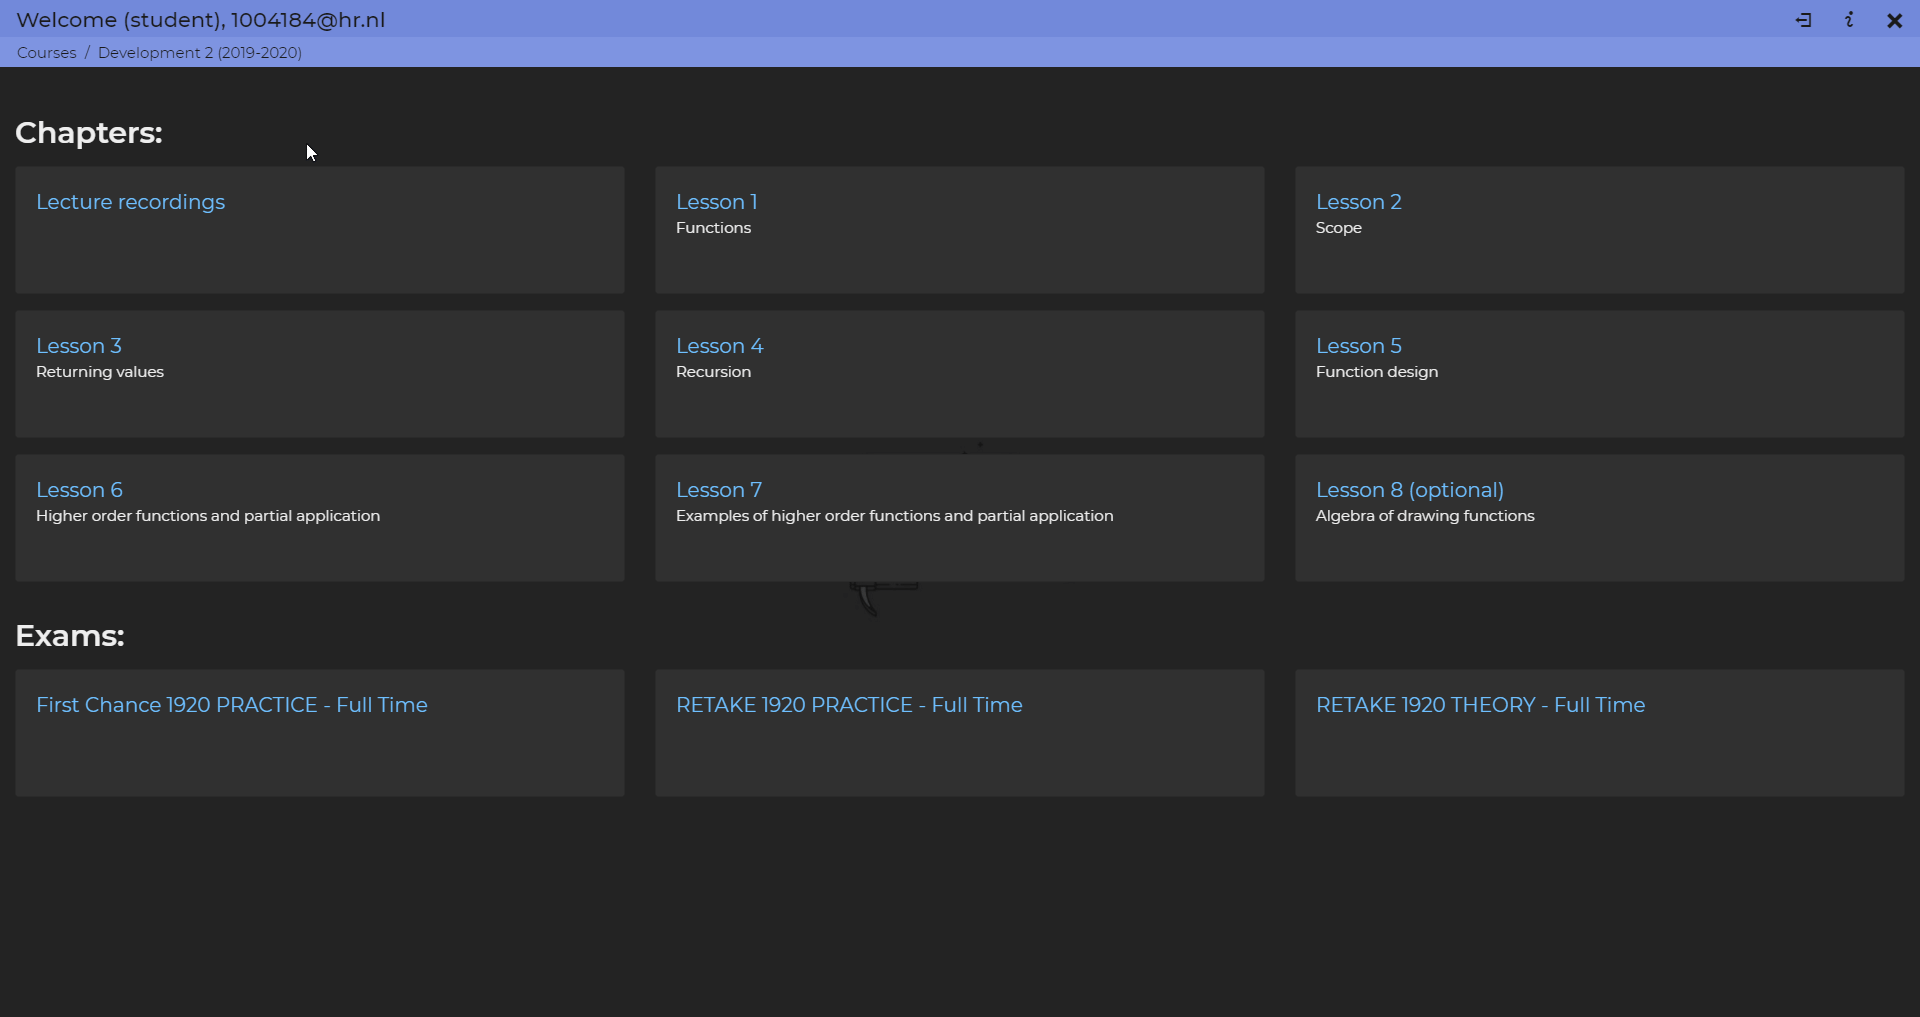 Welcome (student), 1004184@hr.nl
Courses / Development 2 (2019-2020)
Chapters:
Lecture recordings
Lesson 1
Functions
Lesson 2
Scope
Lesson 3
Returning values
Lesson 4
Recursion
Lesson 5
Function design
Lesson 6
Higher order functions and partial application
Lesson 7
Examples of higher order functions and partial application
Lesson 8 (optional)
Algebra of drawing functions
Exams:
First Chance 1920 PRACTICE - Full Time
RETAKE 1920 PRACTICE - Full Time
RETAKE 1920 THEORY - Full Time